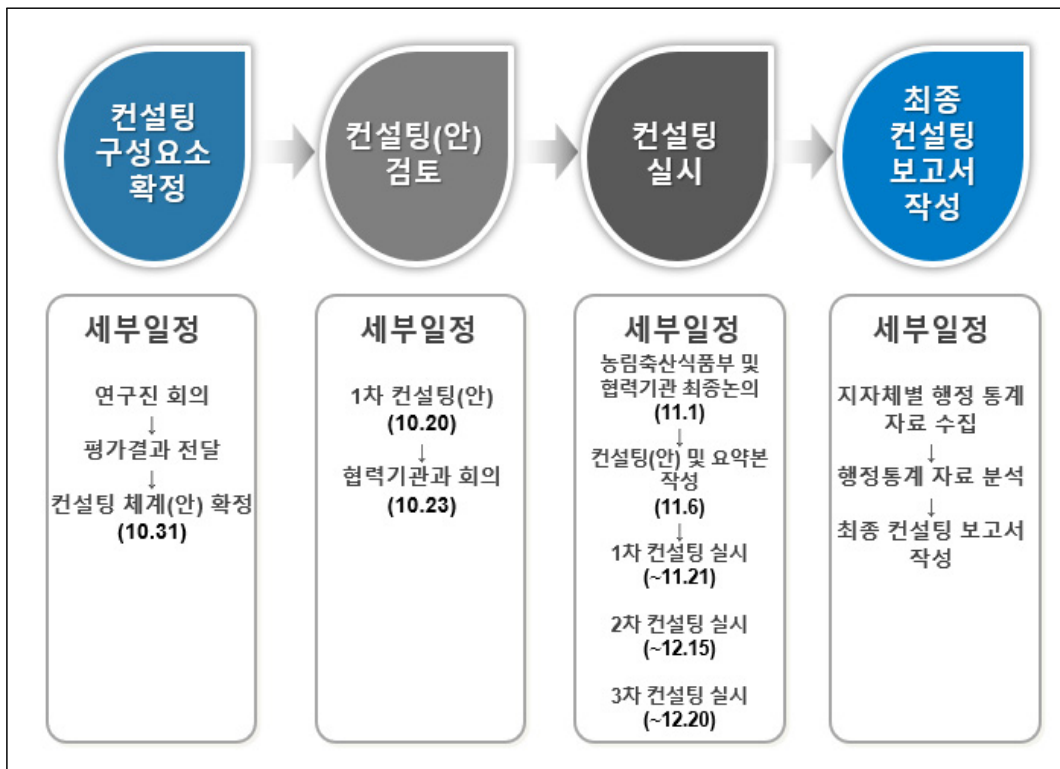 컨설팅
구성요소
확정
컨설팅(안)
검토
컨설팅
실시
최종
컨설팅
보고서
작성
세부일정
연구진 회의
↓
평가결과 전달
↓
컨설팅 체계(안) 확정
(10.31)
세부일정
1차 컨설팅(안)
(10.20)
↓
협력기관과 회의
(10.23)
세부일정
농림축산식품부 및
협력기관 최종논의
(11.1)
↓
컨설팅(안) 및 요약본
작성
(11.6)
↓
1차 컨설팅 실시
(~11.21)
2차 컨설팅 실시
(~12.15)
3차 컨설팅 실시
(~12.20)
세부일정
지자체별 행정 통계
자료 수집
↓
행정통계 자료 분석
↓
최종 컨설팅 보고서
작성